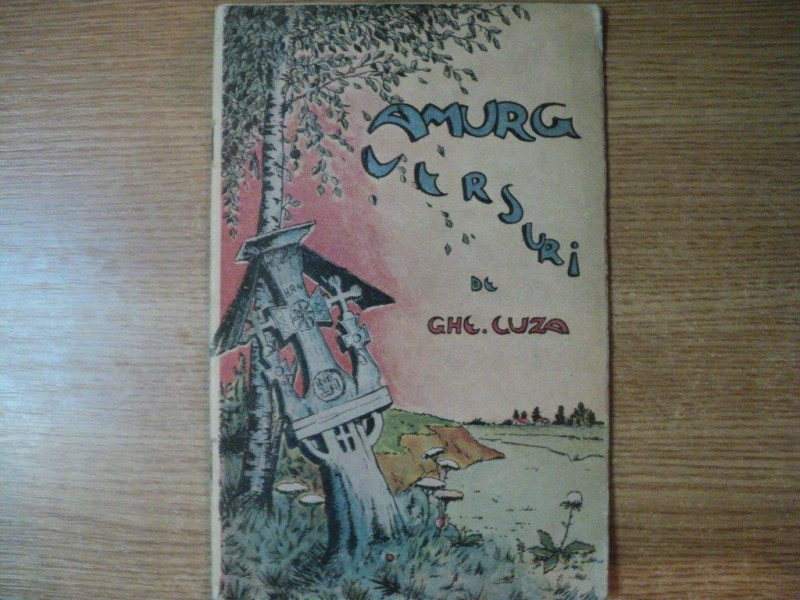 AMURG
VERSURI
DE
GHE. CUZA